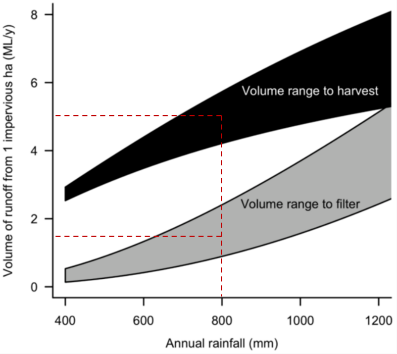 Volume of runoff from 1 impervious ha (ML/y)
8
6
4
2
0
Volume range to harvest
Volume range to filter
400 600 800 1000 1200
Annual rainfall (mm)